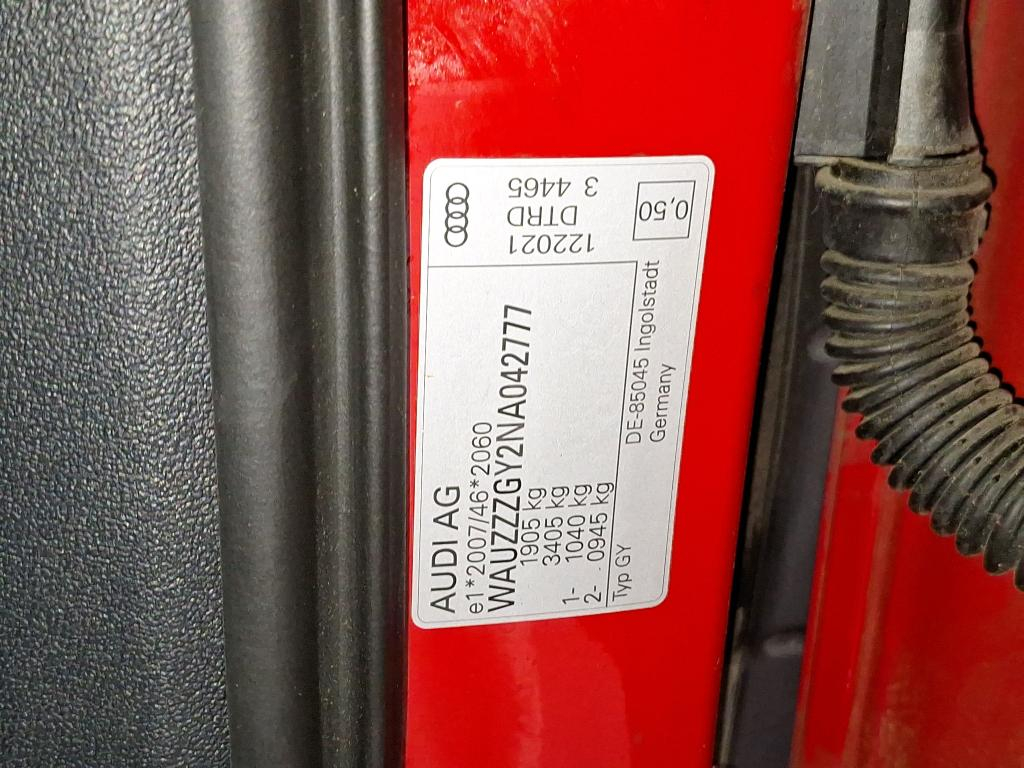 AUDI AG
e1*2007/46*2060
WAUZZZGY2NA042777
1905 kg
3405 kg
1- 1040 kg
2- 0945 kg
Typ GY
DE-85045 Ingolstadt
Germany
122021
DTRD
3 4465
0,50